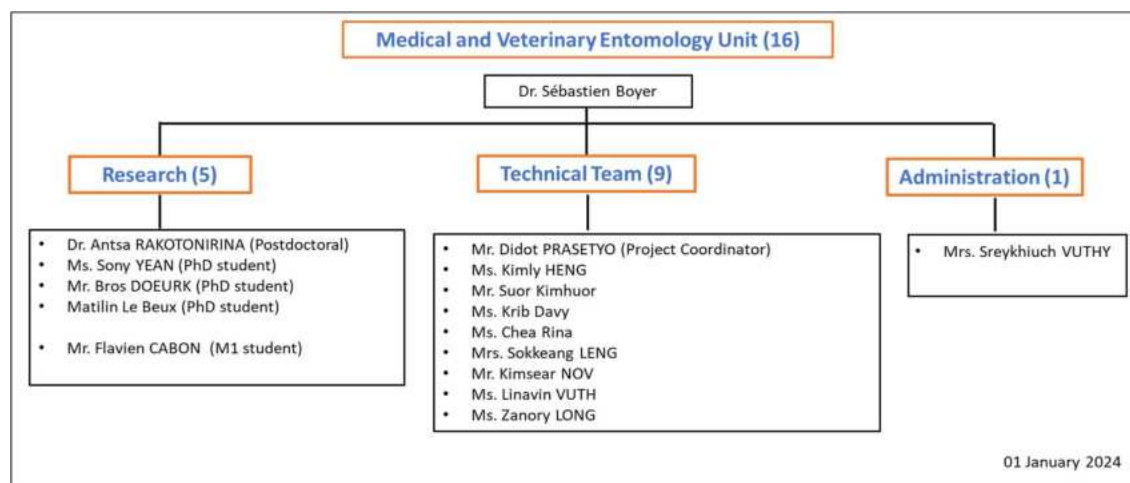 Medical and Veterinary Entomology Unit (16)
Dr. Sébastien Boyer
Research (5)
• Dr. Antsa RAKOTONIRINA (Postdoctoral)
• Ms. Sony YEAN (PhD student)
• Mr. Bros DOEURK (PhD student)
• Matilin Le Beux (PhD student)
• Mr. Flavien CABON (M1 student)
Technical Team (9)
• Mr. Didot PRASETYO (Project Coordinator)
• Ms. Kimly HENG
• Mr. Suor Kimhuor
• Ms. Krib Davy
• Ms. Chea Rina
• Mrs. Sokkeang LENG
• Mr. Kimsear NOV
• Ms. Linavin VUTH
• Ms. Zanory LONG
Administration (1)
• Mrs. Sreykhiuch VUTHY
01 January 2024